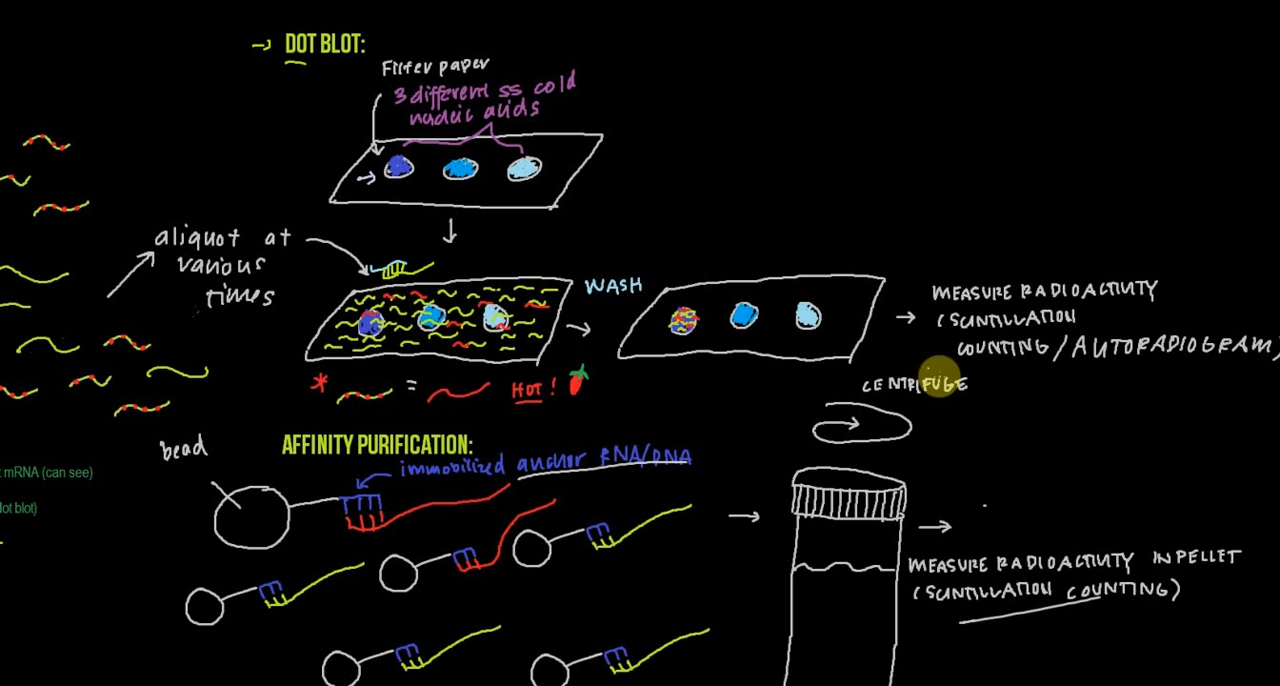 → DOT BLOT:
Filter paper
3 different ss cold
nucleic acids
aliquot at
various
times
WASH
MEASURE RADIOACTIVITY
(SCINTILLATION
COUNTING/AUTORADIOGRAM)
* = HOT!
CENTRIFUGE
AFFINITY PURIFICATION:
bead
immobilized anchor RNA/DNA
mRNA (can see)
dot blot)
MEASURE RADIOACTIVITY IN PELLET
(SCINTILLATION COUNTING)